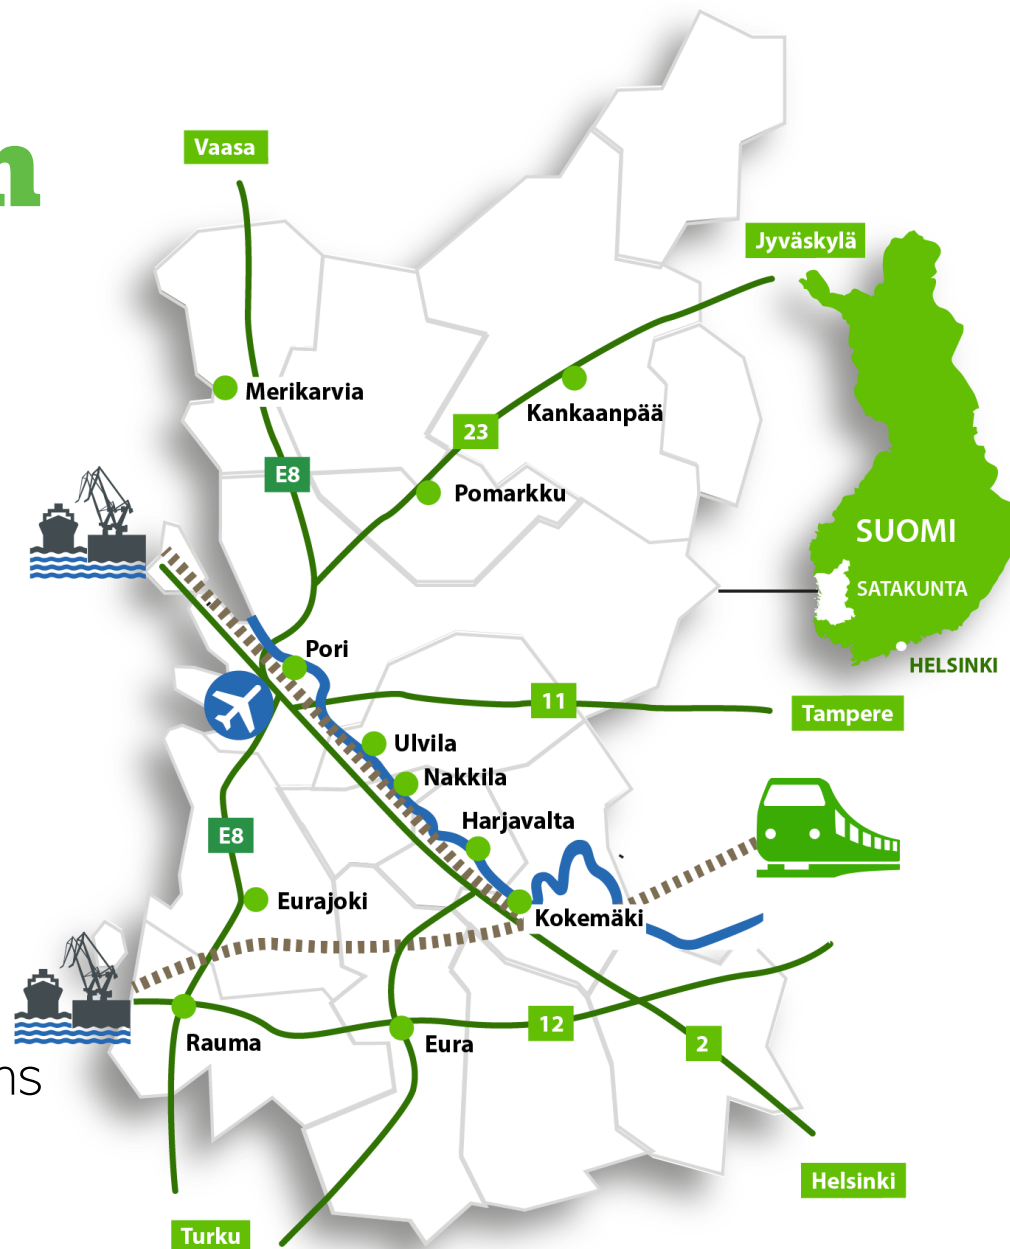 n
Vaasa
Jyväskylä
Merikarvia
Kankaanpää
23
E8
Pomarkku
SUOMI
SATAKUNTA
HELSINKI
Pori
11
Tampere
Ulvila
Nakkila
Harjavalta
E8
Eurajoki
Kokemäki
12
Rauma
Eura
2
ns
Helsinki
Turku